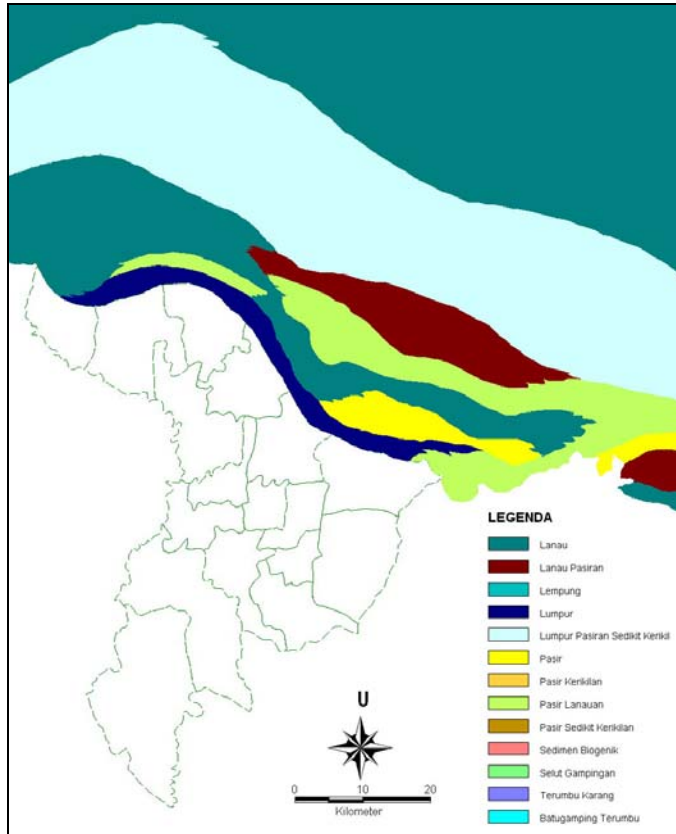 LEGENDA
Lanau
Lanau Pasiran
Lempung
Lumpur
Lumpur Pasiran Sedikit Kerikil
Pasir
Pasir Kerikilan
Pasir Lanauan
Pasir Sedikit Kerikilan
Sedimen Biogenik
Selut Gampingan
Terumbu Karang
Batugamping Terumbu
U
10 0 10 20
Kilometer